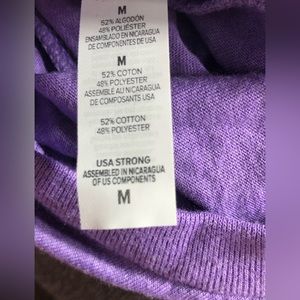 M
52% ALGODÓN
48% POLIÉSTER
ENSAMBLADO EN NICARAGUA
DE COMPONENTES DE USA
M
52% COTTON
48% POLYESTER
ASSEMBLÉ AU NICARAGUA
DE COMPOSANTS USA
52% COTTON
48% POLYESTER
USA STRONG
ASSEMBLED IN NICARAGUA
OF US COMPONENTS
M